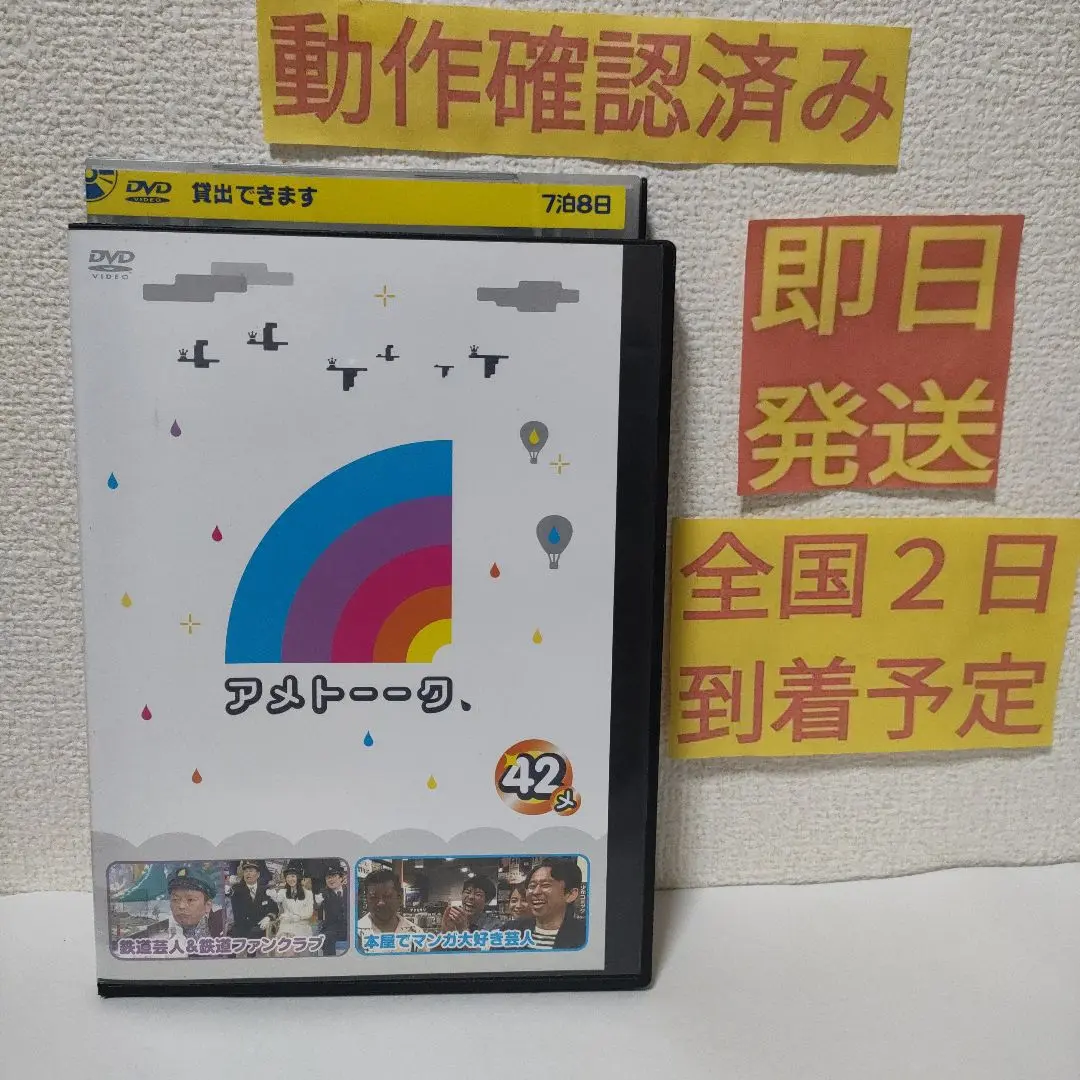 動作確認済み
DVD
VIDEO
貸出できます
7泊8日
DVD
VIDEO
即日
発送
全国2日
到着予定
アメトーーク、
42
メ
鉄道芸人&鉄道ファンクラブ
本屋でマンガ大好き芸人